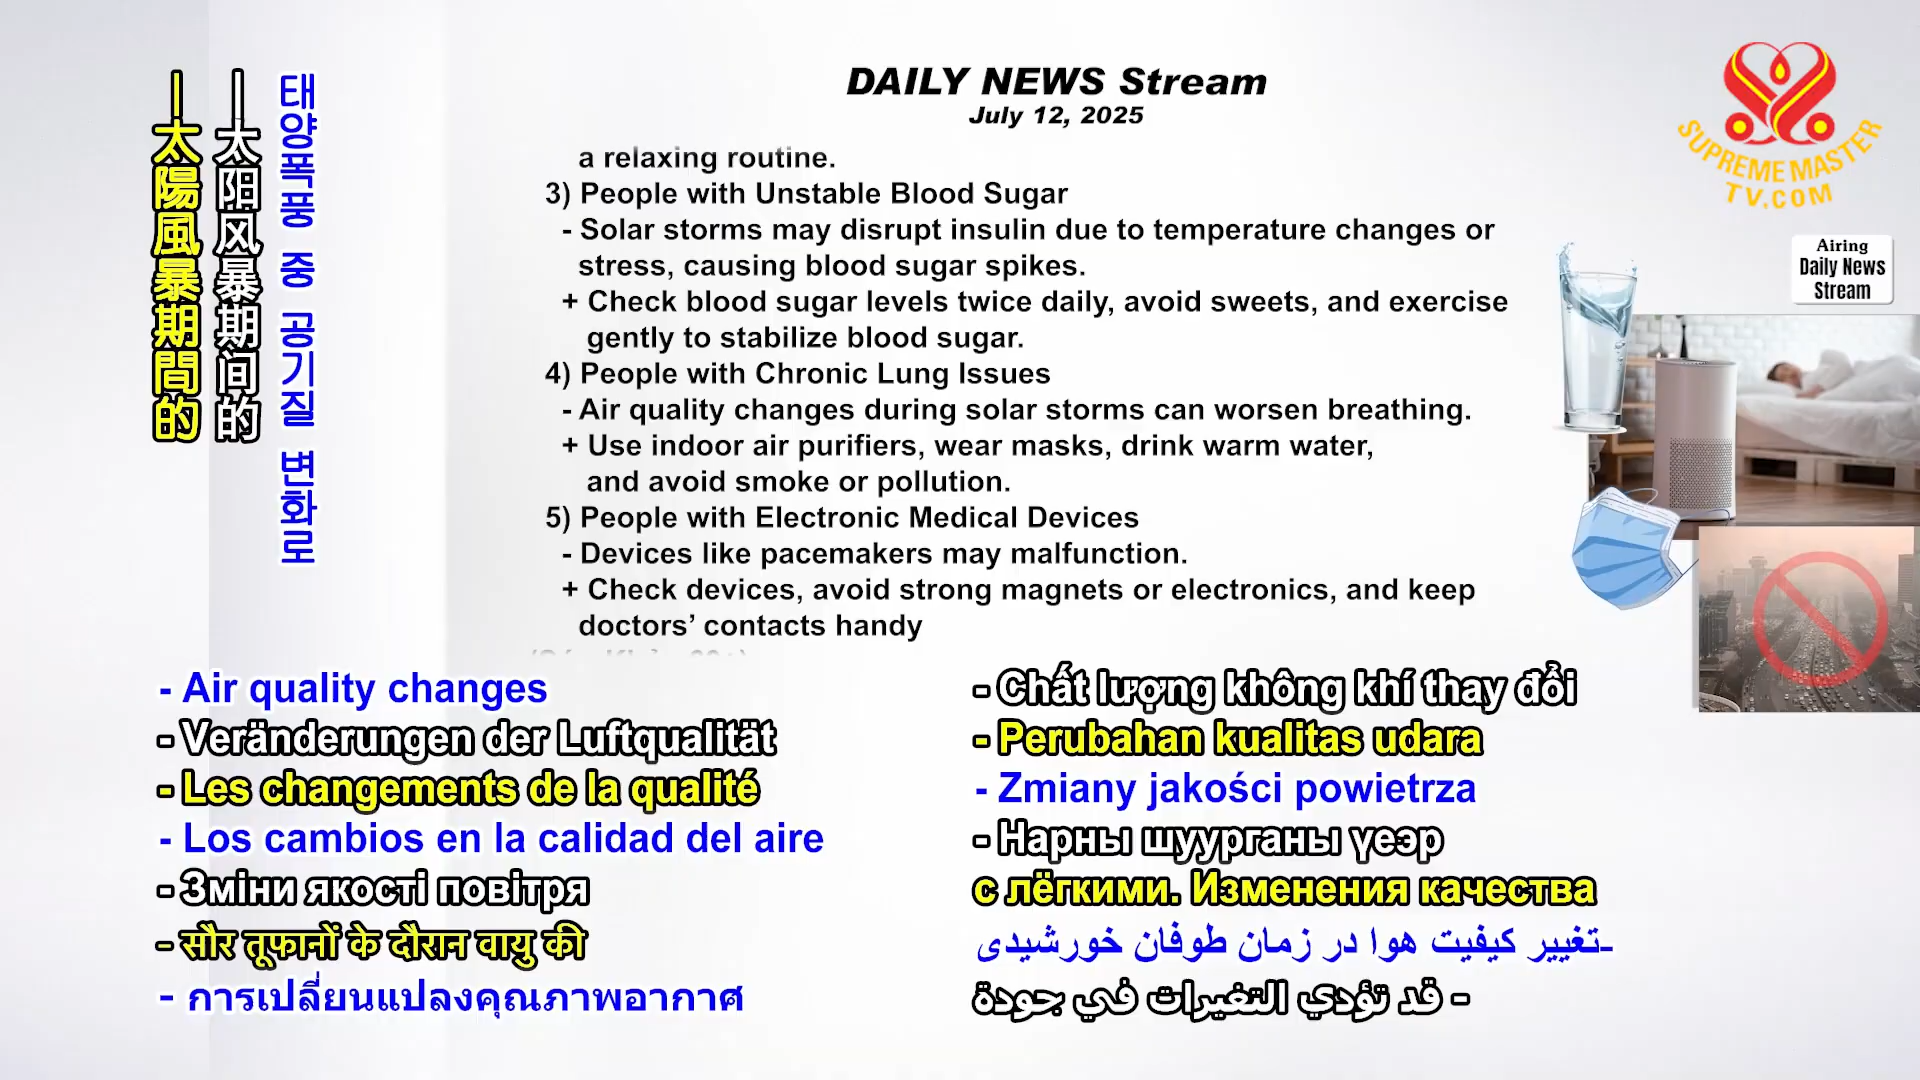 DAILY NEWS Stream
July 12, 2025
SUPREME MASTER
TV.COM
Airing
Daily News
Stream
—太陽風暴期間的
—太阳风暴期间的
태양폭풍 중 공기질 변화로
a relaxing routine.
3) People with Unstable Blood Sugar
- Solar storms may disrupt insulin due to temperature changes or
stress, causing blood sugar spikes.
+ Check blood sugar levels twice daily, avoid sweets, and exercise
gently to stabilize blood sugar.
4) People with Chronic Lung Issues
- Air quality changes during solar storms can worsen breathing.
+ Use indoor air purifiers, wear masks, drink warm water,
and avoid smoke or pollution.
5) People with Electronic Medical Devices
- Devices like pacemakers may malfunction.
+ Check devices, avoid strong magnets or electronics, and keep
doctors’ contacts handy
- Air quality changes
- Veränderungen der Luftqualität
- Les changements de la qualité
- Los cambios en la calidad del aire
- Зміни якості повітря
- सौर तूफानों के दौरान वायु की
- การเปลี่ยนแปลงคุณภาพอากาศ
- Chất lượng không khí thay đổi
- Perubahan kualitas udara
- Zmiany jakości powietrza
- Нарны шуурганы үеэр
с лёгкими. Изменения качества
-تغییر کیفیت هوا در زمان طوفان خورشیدی
- قد تؤدي التغيرات في جودة